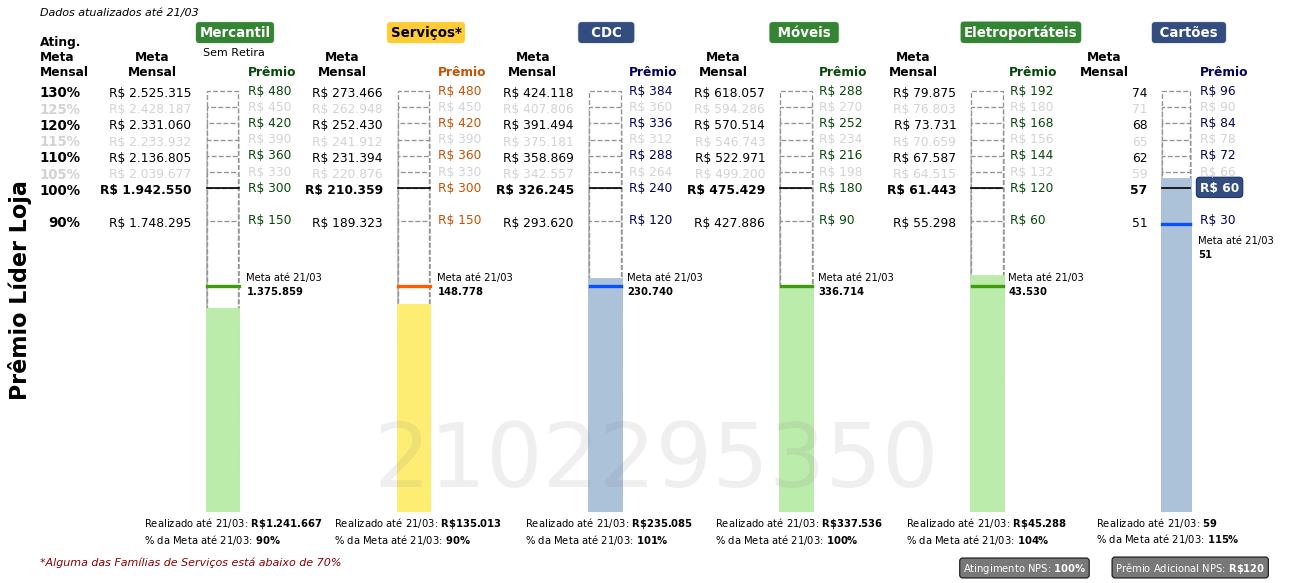 Dados atualizados até 21/03
Mercantil Serviços* CDC Móveis Eletroportáteis Cartões
Sem Retira
Ating. Meta Mensal Meta Mensal Prêmio Meta Mensal Prêmio Meta Mensal Prêmio Meta Mensal Prêmio Meta Mensal Prêmio Meta Mensal Prêmio
130% R$ 2.525.315 R$ 480 R$ 273.466 R$ 480 R$ 424.118 R$ 384 R$ 618.057 R$ 288 R$ 79.875 R$ 192 74 R$ 96
125% R$ 2.428.187 R$ 450 R$ 262.948 R$ 450 R$ 407.806 R$ 360 R$ 594.286 R$ 270 R$ 76.803 R$ 180 71 R$ 90
120% R$ 2.331.060 R$ 420 R$ 252.430 R$ 420 R$ 391.494 R$ 336 R$ 570.514 R$ 252 R$ 73.731 R$ 168 68 R$ 84
115% R$ 2.233.932 R$ 390 R$ 241.912 R$ 390 R$ 375.181 R$ 312 R$ 546.743 R$ 234 R$ 70.659 R$ 156 65 R$ 78
110% R$ 2.136.805 R$ 360 R$ 231.394 R$ 360 R$ 358.869 R$ 288 R$ 522.971 R$ 216 R$ 67.587 R$ 144 62 R$ 72
105% R$ 2.039.677 R$ 330 R$ 220.876 R$ 330 R$ 342.557 R$ 264 R$ 499.200 R$ 198 R$ 64.515 R$ 132 59 R$ 66
100% R$ 1.942.550 R$ 300 R$ 210.359 R$ 300 R$ 326.245 R$ 240 R$ 475.429 R$ 180 R$ 61.443 R$ 120 57 R$ 60
90% R$ 1.748.295 R$ 150 R$ 189.323 R$ 150 R$ 293.620 R$ 120 R$ 427.886 R$ 90 R$ 55.298 R$ 60 51 R$ 30
Meta até 21/03
51
Meta até 21/03 Meta até 21/03 Meta até 21/03 Meta até 21/03 Meta até 21/03
1.375.859 148.778 230.740 336.714 43.530
Prêmio Líder Loja
2102295350
Realizado até 21/03: R$1.241.667 Realizado até 21/03: R$135.013 Realizado até 21/03: R$235.085 Realizado até 21/03: R$337.536 Realizado até 21/03: R$45.288 Realizado até 21/03: 59
% da Meta até 21/03: 90% % da Meta até 21/03: 90% % da Meta até 21/03: 101% % da Meta até 21/03: 100% % da Meta até 21/03: 104% % da Meta até 21/03: 115%
*Alguma das Famílias de Serviços está abaixo de 70%
Atingimento NPS: 100% Prêmio Adicional NPS: R$120